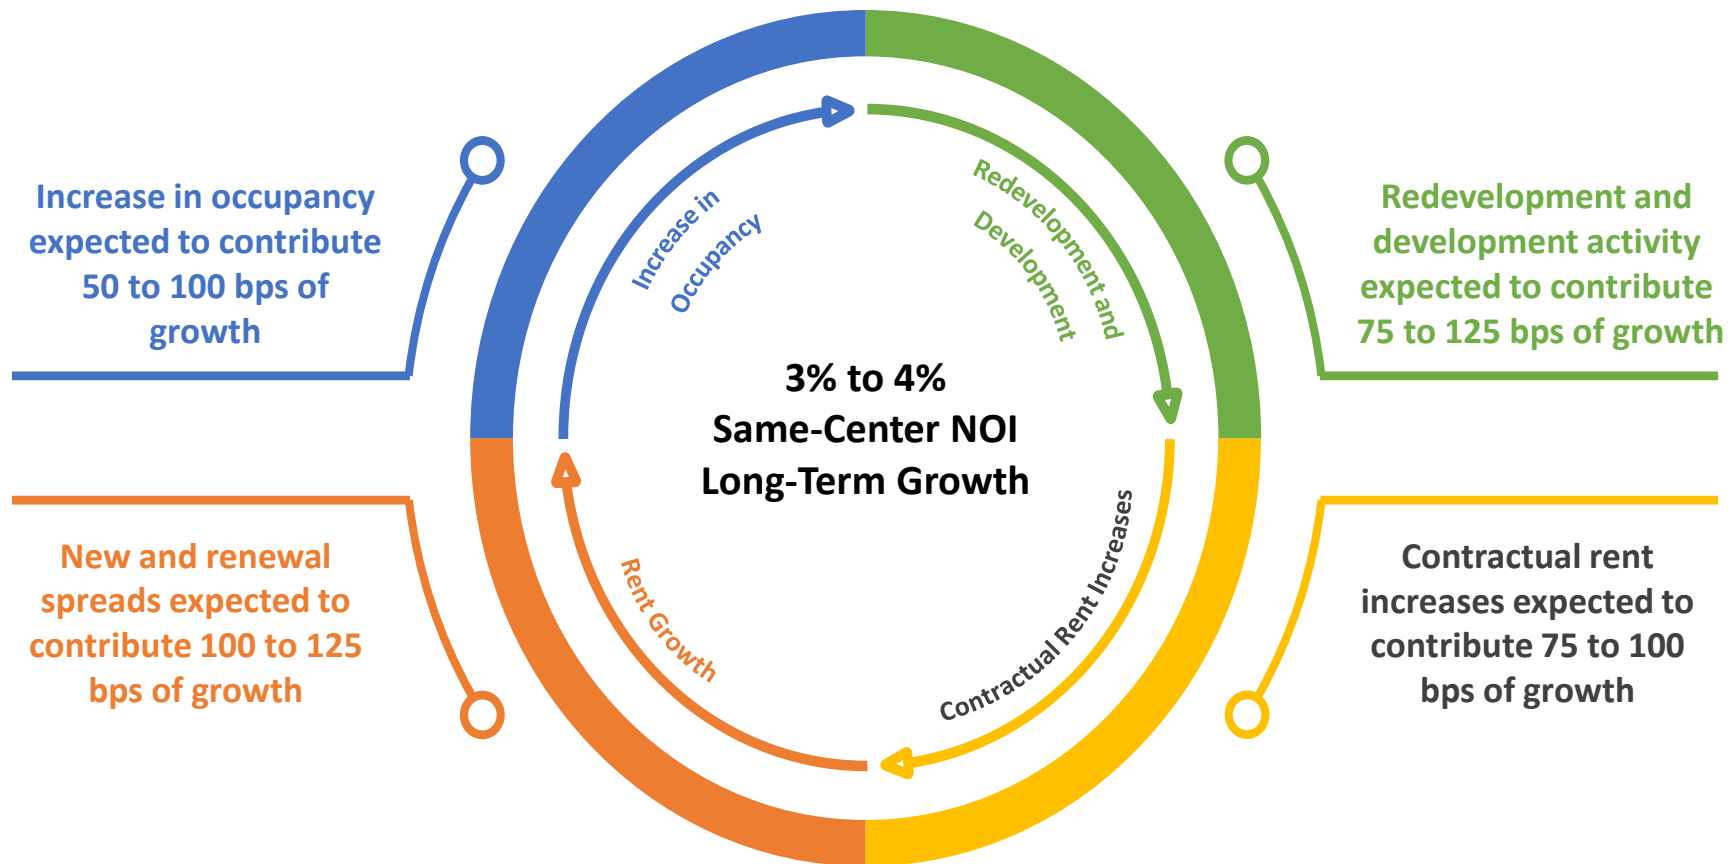 Increase in occupancy
expected to contribute
50 to 100 bps of
growth
Redevelopment and
development activity
expected to contribute
75 to 125 bps of growth
Increase in
Occupancy
Redevelopment and
Development
3% to 4%
Same-Center NOI
Long-Term Growth
Rent Growth
Contractual Rent Increases
New and renewal
spreads expected to
contribute 100 to 125
bps of growth
Contractual rent
increases expected to
contribute 75 to 100
bps of growth